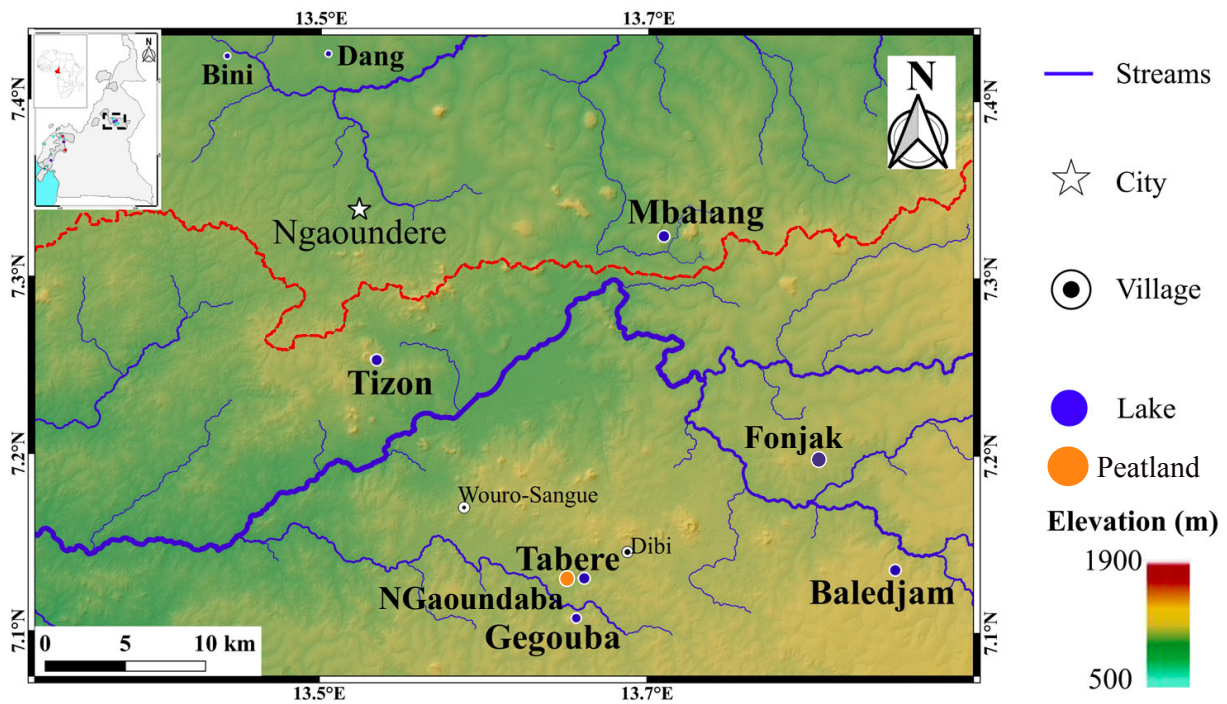 13.5°E
13.7°E
N
Bini
Dang
7.4°N
7.4°N
N
Streams
City
Ngaoundere
Mbalang
7.3°N
7.3°N
Village
Tizon
Lake
Fonjak
7.2°N
7.2°N
Peatland
Wouro-Sangue
Elevation (m)
Dibi
Tabere
1900
NGaoundaba
Baledjam
Gegouba
7.1°N
7.1°N
0 5 10 km
500
13.5°E
13.7°E